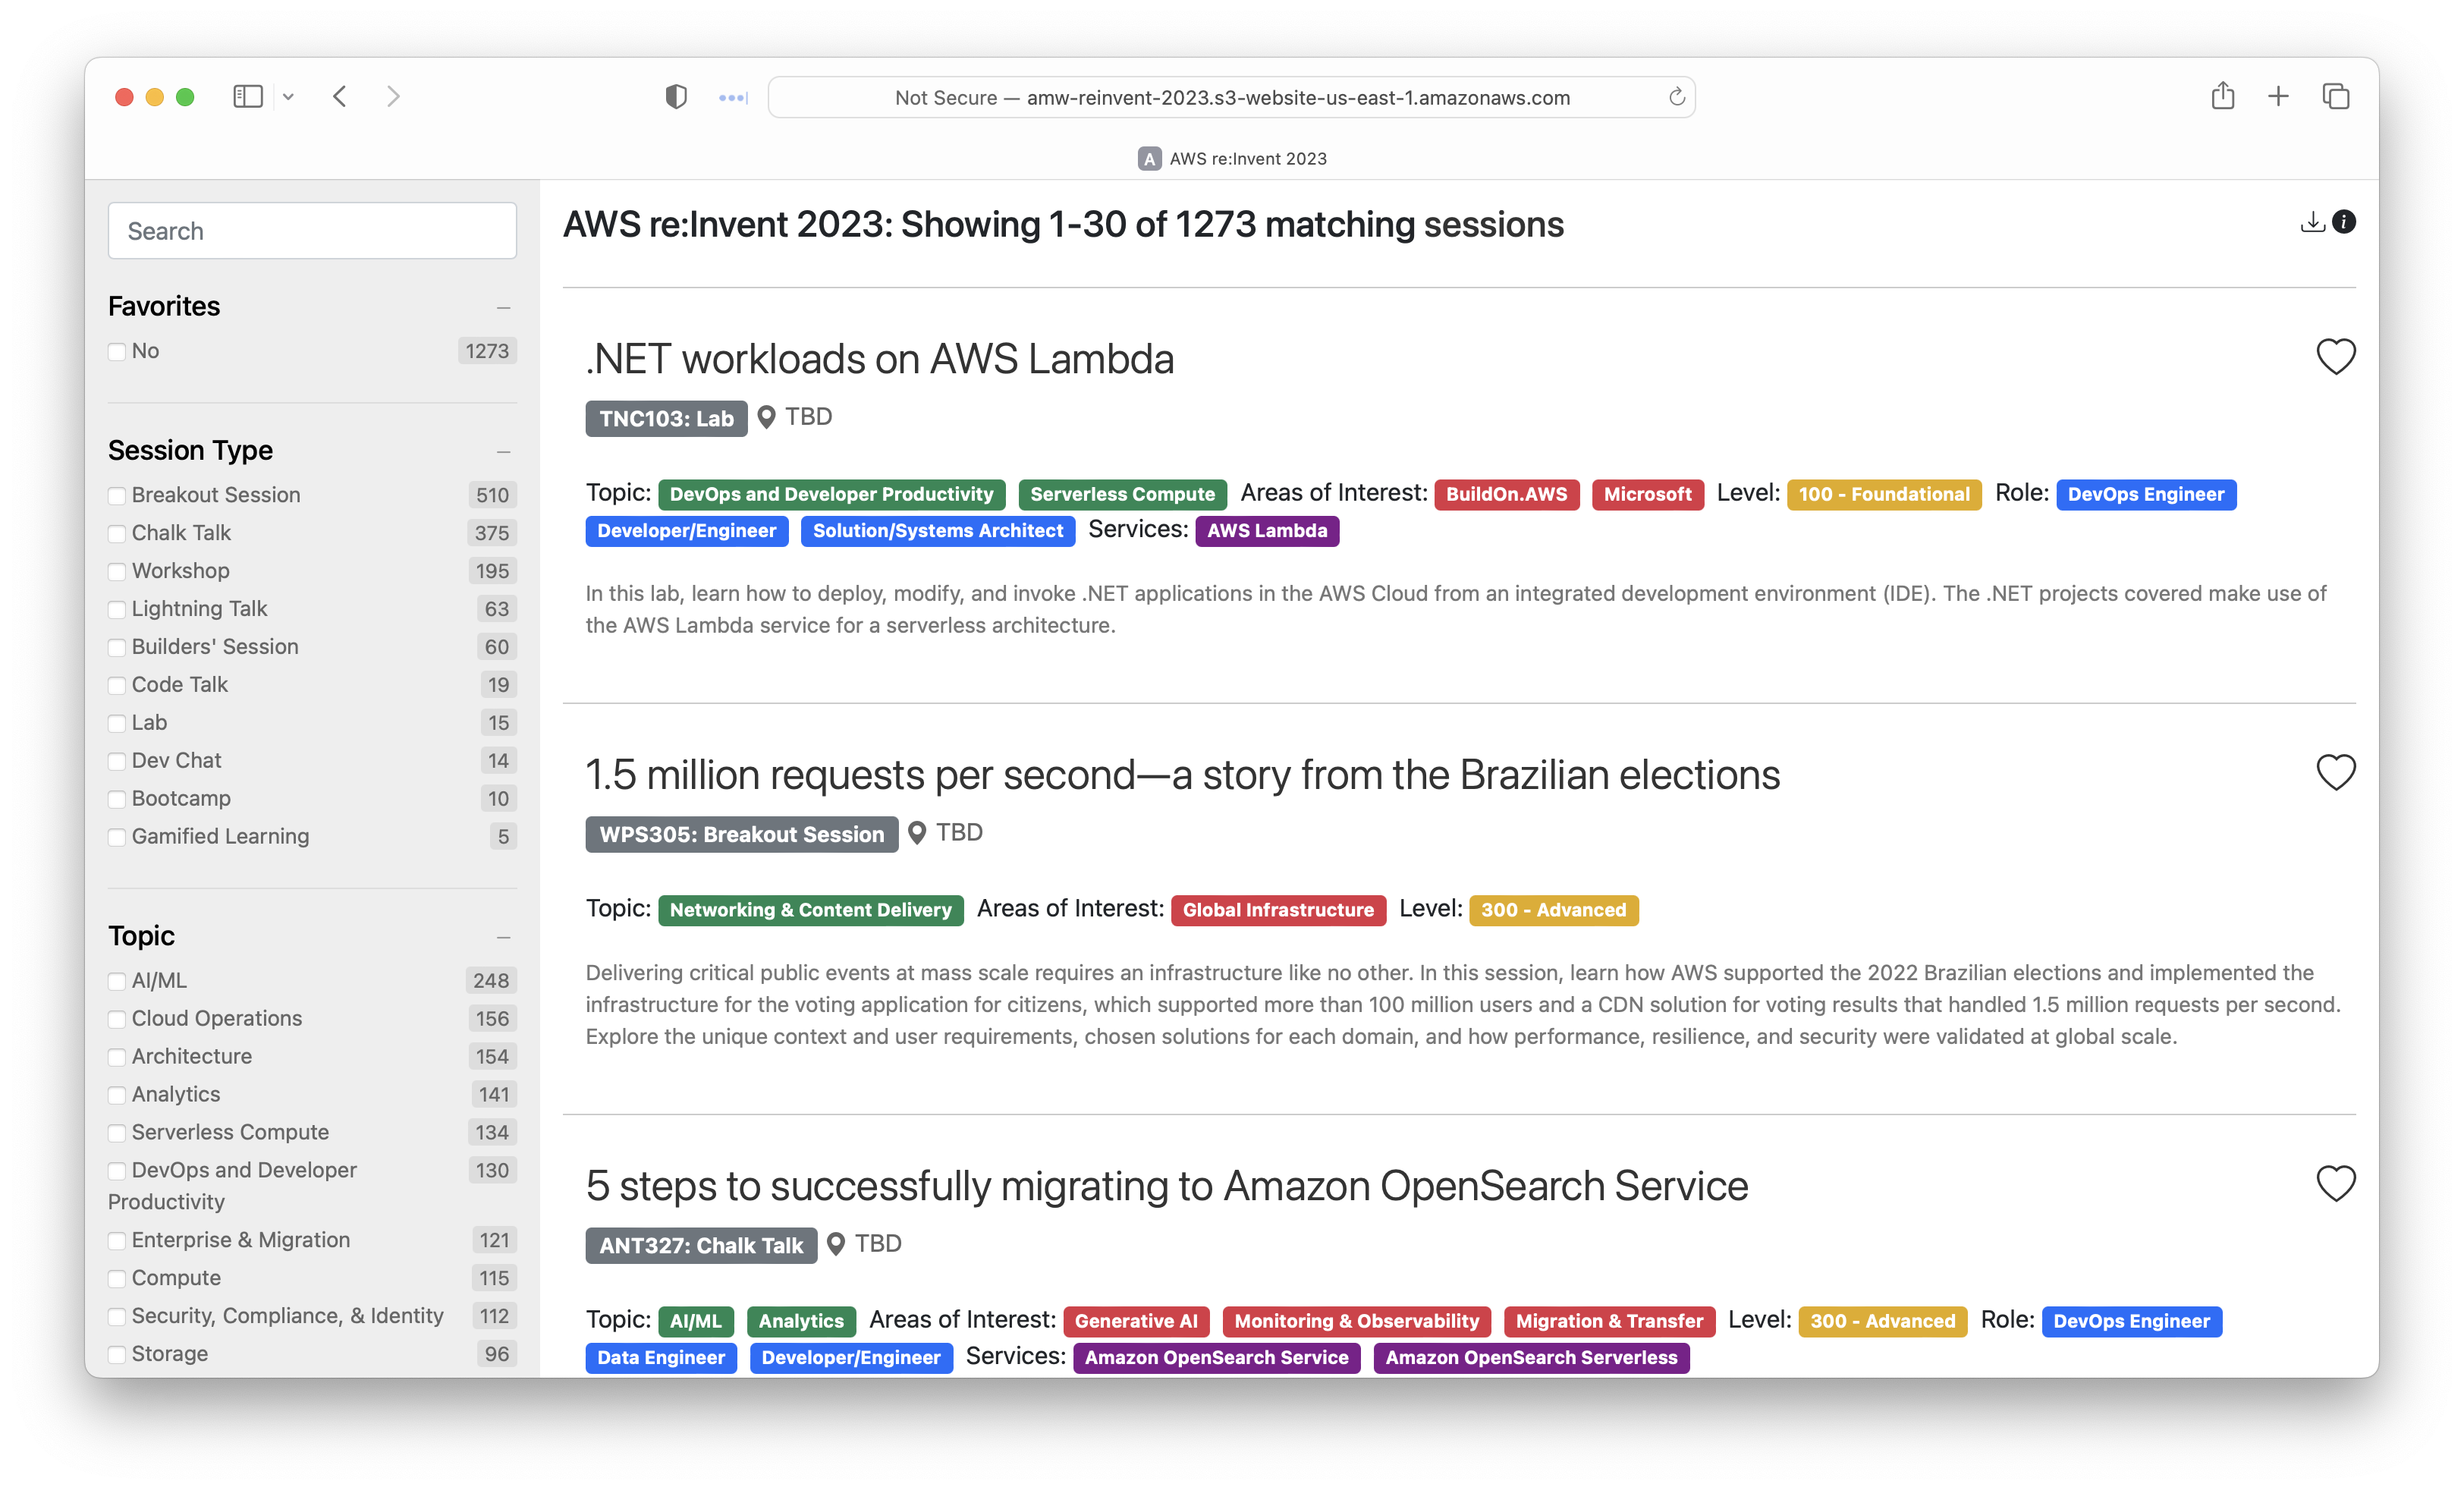 Not Secure — amw-reinvent-2023.s3-website-us-east-1.amazonaws.com
A AWS re:Invent 2023
Search
Favorites
No 1273
Session Type
Breakout Session 510
Chalk Talk 375
Workshop 195
Lightning Talk 63
Builders' Session 60
Code Talk 19
Lab 15
Dev Chat 14
Bootcamp 10
Gamified Learning 5
Topic
AI/ML 248
Cloud Operations 156
Architecture 154
Analytics 141
Serverless Compute 134
DevOps and Developer 130
Productivity
Enterprise & Migration 121
Compute 115
Security, Compliance, & Identity 112
Storage 96
AWS re:Invent 2023: Showing 1-30 of 1273 matching sessions
.NET workloads on AWS Lambda
TNC103: Lab TBD
Topic: DevOps and Developer Productivity Serverless Compute Areas of Interest: BuildOn.AWS Microsoft Level: 100 - Foundational Role: DevOps Engineer
Developer/Engineer Solution/Systems Architect Services: AWS Lambda
In this lab, learn how to deploy, modify, and invoke .NET applications in the AWS Cloud from an integrated development environment (IDE). The .NET projects covered make use of
the AWS Lambda service for a serverless architecture.
1.5 million requests per second—a story from the Brazilian elections
WPS305: Breakout Session TBD
Topic: Networking & Content Delivery Areas of Interest: Global Infrastructure Level: 300 - Advanced
Delivering critical public events at mass scale requires an infrastructure like no other. In this session, learn how AWS supported the 2022 Brazilian elections and implemented the
infrastructure for the voting application for citizens, which supported more than 100 million users and a CDN solution for voting results that handled 1.5 million requests per second.
Explore the unique context and user requirements, chosen solutions for each domain, and how performance, resilience, and security were validated at global scale.
5 steps to successfully migrating to Amazon OpenSearch Service
ANT327: Chalk Talk TBD
Topic: AI/ML Analytics Areas of Interest: Generative AI Monitoring & Observability Migration & Transfer Level: 300 - Advanced Role: DevOps Engineer
Data Engineer Developer/Engineer Services: Amazon OpenSearch Service Amazon OpenSearch Serverless